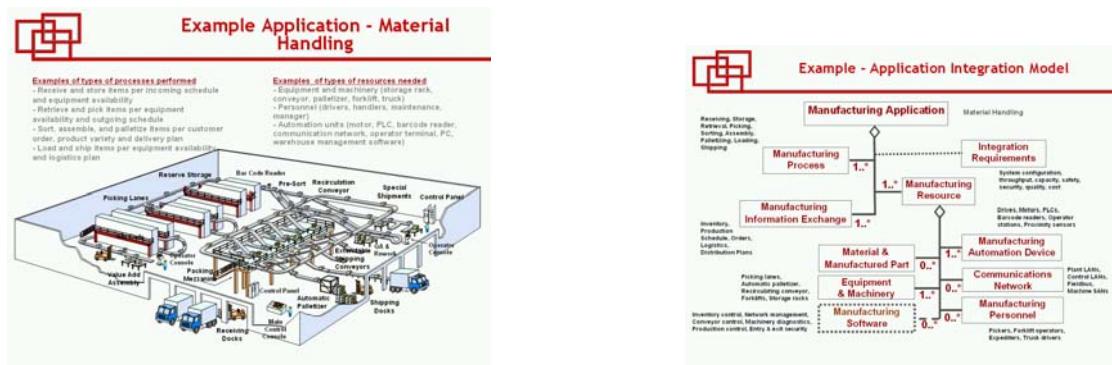 Example Application - Material
Handling
Examples of types of processes performed
- Receive and store items per incoming schedule
and equipment availability
- Retrieve and pick items per equipment
availability and outgoing schedule
- Sort, assemble, and palletize items per customer
order, product variety and delivery plan
- Load and ship items per equipment availability
and logistics plan
Examples of types of resources needed
- Equipment and machinery (storage rack,
conveyor, palletizer, forklift, truck)
- Personnel (drivers, handlers, maintenance,
manager)
- Automation units (motor, PLC, barcode reader,
communication network, operator terminal, PC,
warehouse management software)
Reserve Storage
Bar Code Reader
Pre-Sort
Recirculation
Conveyor
Special
Shipments
Control Panel
Picking Lanes
Operator
Console
Value Add
Assembly
Packing
Mezzanine
Extendable
Shipping
Conveyors
QA &
Rework
Operator
Console
Control Panel
Automatic
Palletizer
Shipping
Docks
Main
Control
Console
Receiving
Docks
Example - Application Integration Model
Manufacturing Application
Material Handling
Receiving, Storage,
Retrieval, Picking,
Sorting, Assembly,
Palletizing, Loading,
Shipping
Manufacturing
Process
1..*
Integration
Requirements
System configuration,
throughput, capacity, safety,
security, quality, cost
1..*
Manufacturing
Resource
Manufacturing
Information Exchange
1..*
Inventory,
Production
Schedule, Orders,
Logistics,
Distribution Plans
Drives, Motors, PLCs,
Barcode readers, Operator
stations, Proximity sensors
Material &
Manufactured Part
0..*
1..*
Manufacturing
Automation Device
Picking lanes,
Automatic palletizer,
Recirculating conveyor,
Forklifts, Storage racks
Equipment
& Machinery
1..*
0..*
Communications
Network
Plant LANs,
Control LANs,
Fieldbus,
Machine SANs
Inventory control, Network management,
Conveyor control, Machinery diagnostics,
Production control, Entry & exit security
Manufacturing
Software
0..*
0..*
Manufacturing
Personnel
Pickers, Forklift operators,
Expediters, Truck drivers